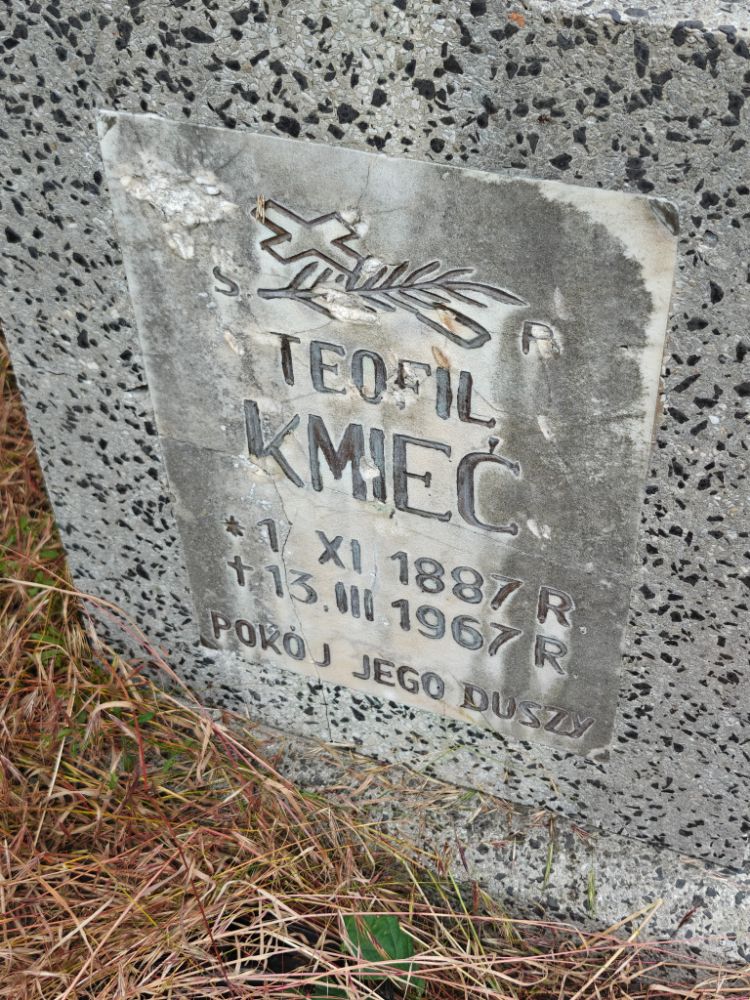 S. P
TEOFIL
KMIEĆ
* 1 XI 1887 R
✝ 13.III 1967 R
POKÓJ JEGO DUSZY